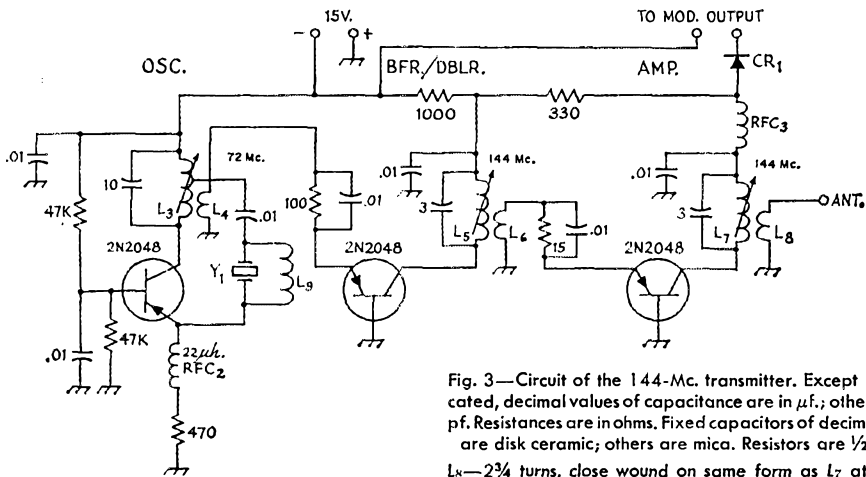 15V.
- +
TO MOD. OUTPUT
OSC.
BFR./DBLR.
AMP.
CR1
1000
330
RFC3
.01
72 Mc.
.01
144 Mc.
.01
144 Mc.
10
L3
L4
.01
100
.01
3
L5
L6
15
.01
3
L7
L8
ANT.
47K
2N2048
Y1
L9
2N2048
2N2048
.01
47K
22μh.
RFC2
470
Fig. 3—Circuit of the 144-Mc. transmitter. Except
cated, decimal values of capacitance are in μf.; othe
pf. Resistances are in ohms. Fixed capacitors of decim
are disk ceramic; others are mica. Resistors are ½
L8—2¾ turns, close wound on same form as L7 at